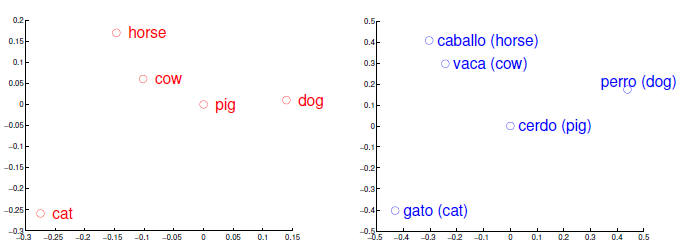 0.2
0.15
horse
0.1
cow
0.05
0
pig
dog
−0.05
−0.1
−0.15
−0.2
−0.25
cat
−0.3
−0.3 −0.25 −0.2 −0.15 −0.1 −0.05 0 0.05 0.1 0.15
0.5
0.4
caballo (horse)
0.3
vaca (cow)
0.2
perro (dog)
0.1
0
cerdo (pig)
−0.1
−0.2
−0.3
−0.4
gato (cat)
−0.5
−0.5 −0.4 −0.3 −0.2 −0.1 0 0.1 0.2 0.3 0.4 0.5